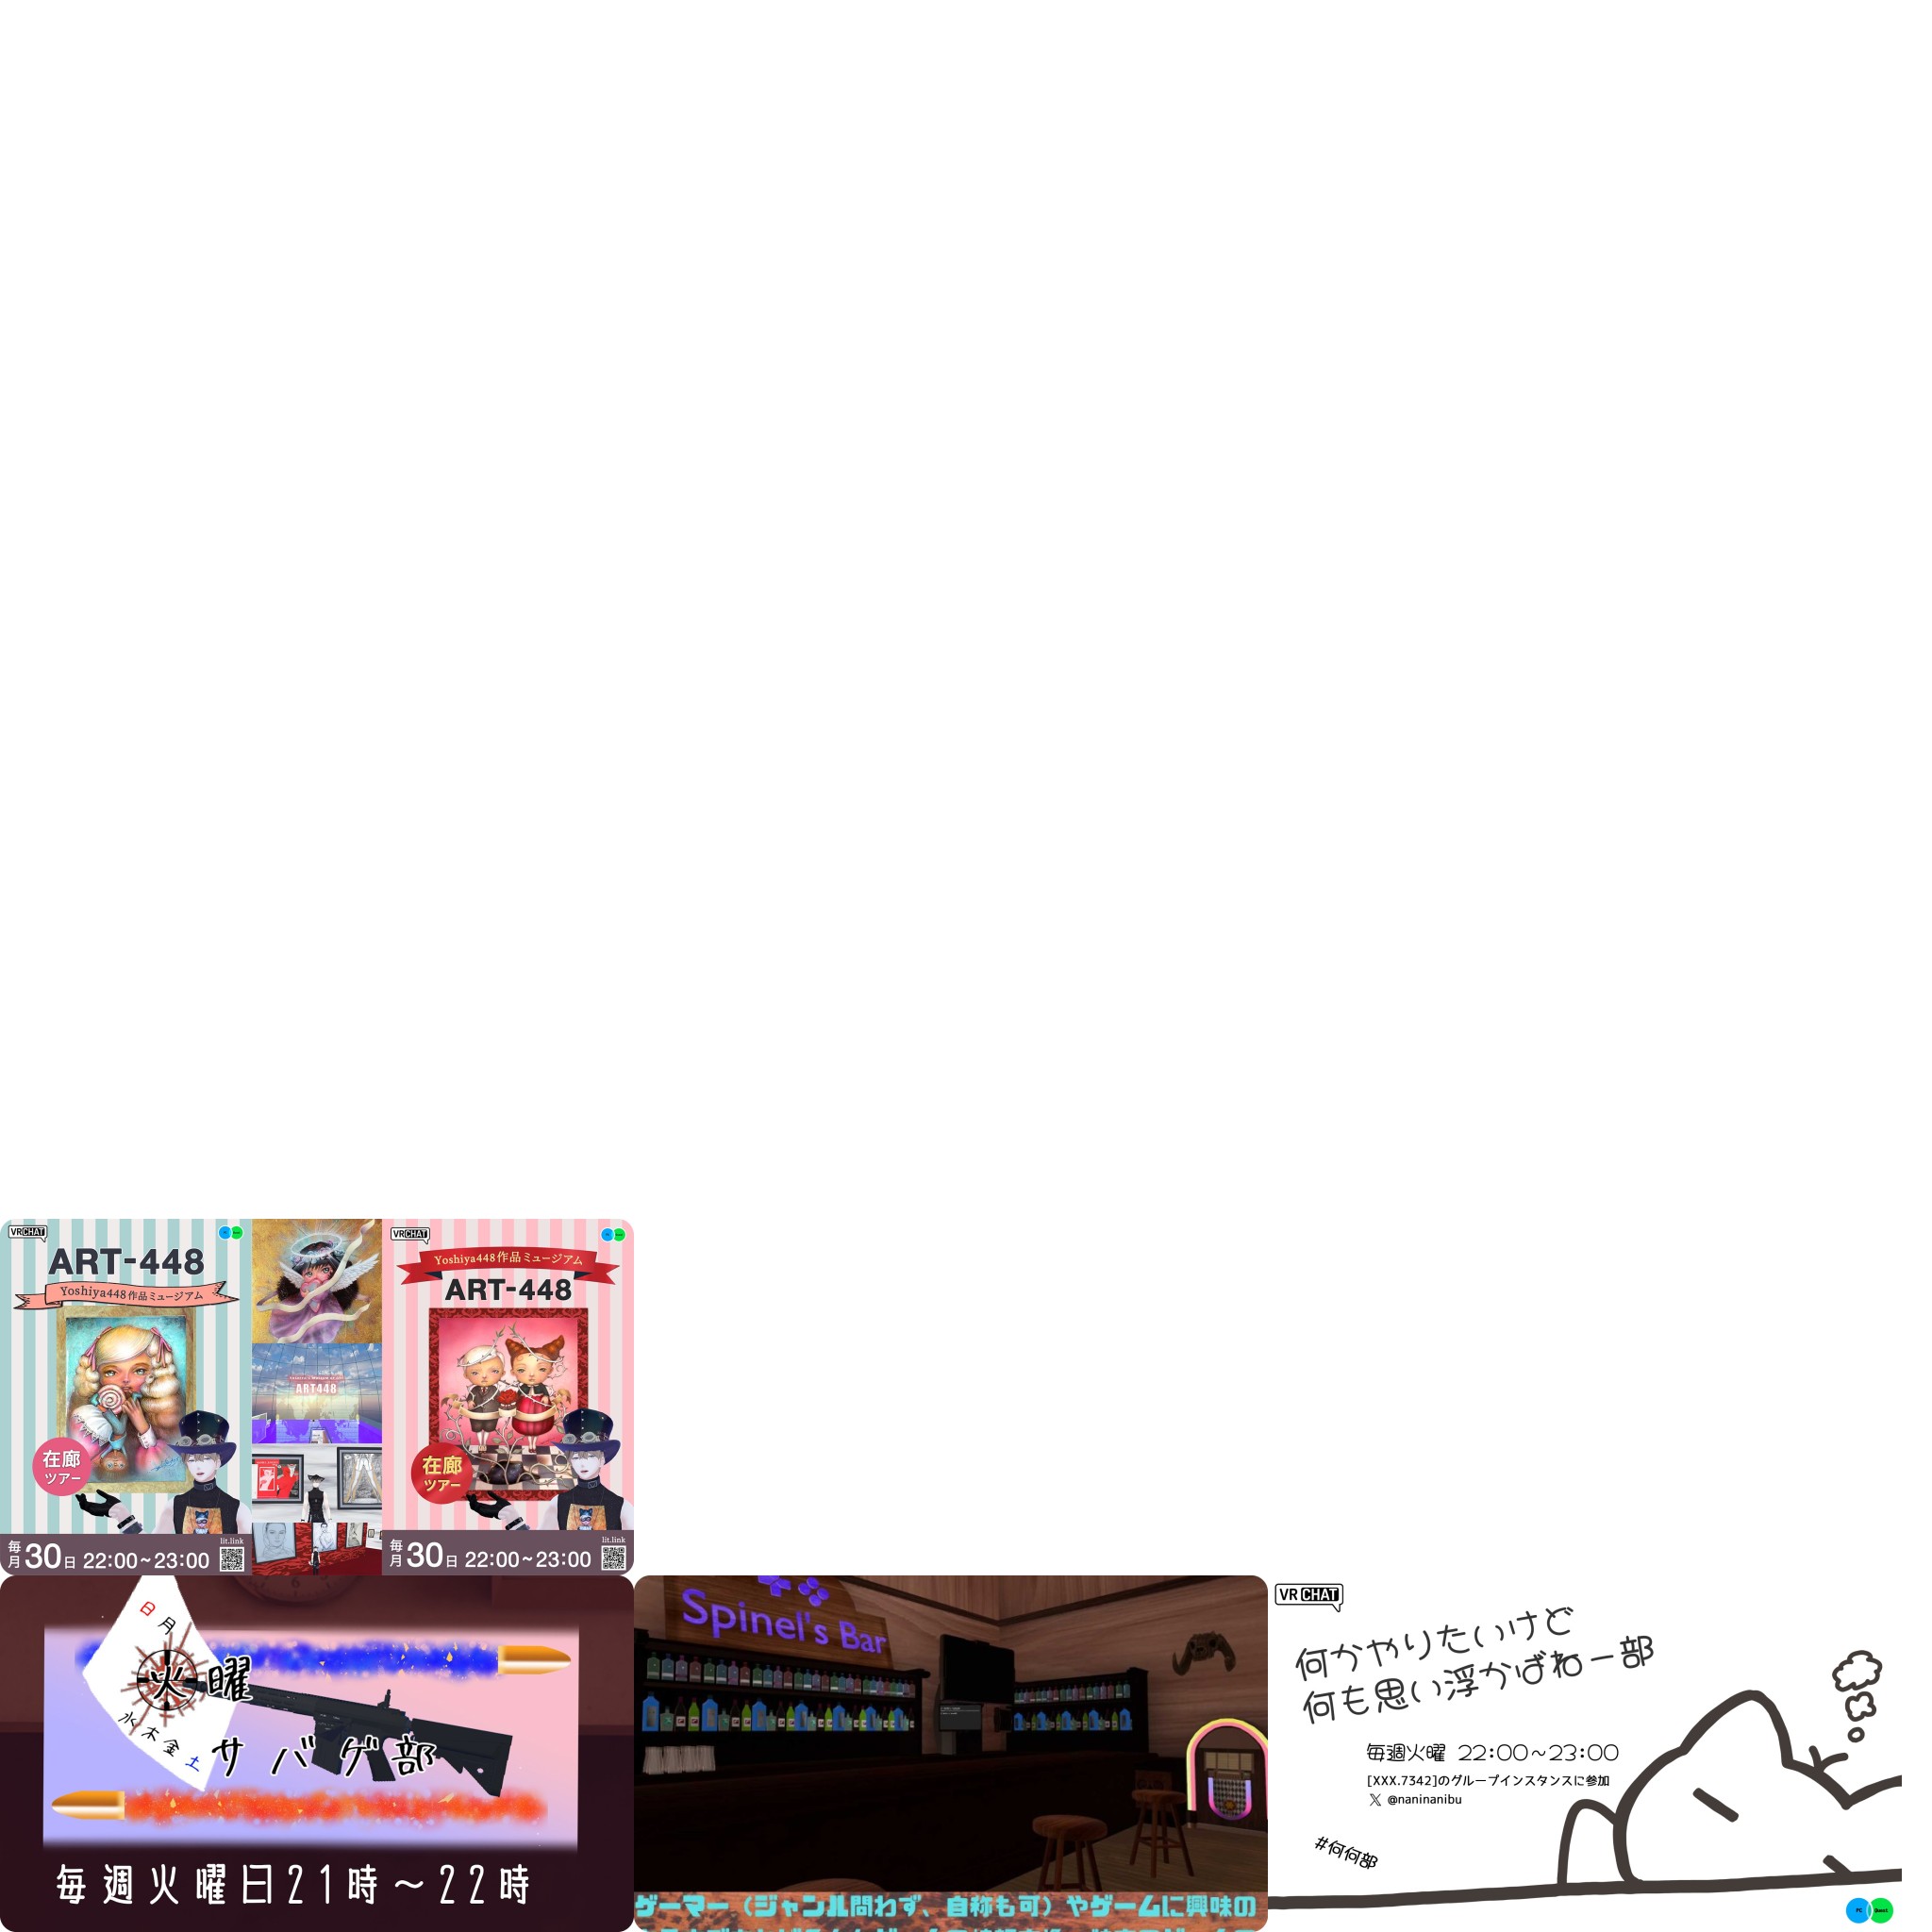 VRCHAT
ART-448
Yoshiya448作品ミュージアム
在廊
ツアー
毎月30日 22:00~23:00
lit.link
ART448
VRCHAT
Yoshiya448作品ミュージアム
ART-448
在廊
ツアー
毎月30日 22:00~23:00
lit.link
日
月
火曜
水
木
金
土
サバゲ部
毎週火曜日21時～22時
Spinel's Bar
ゲーマー（ジャンル問わず、自称も可）やゲームに興味の
VRCHAT
何かやりたいけど
何も思い浮かばねー部
毎週火曜 22:00～23:00
[XXX.7342]のグループインスタンスに参加
X @naninanibu
#何何部
PC
Quest